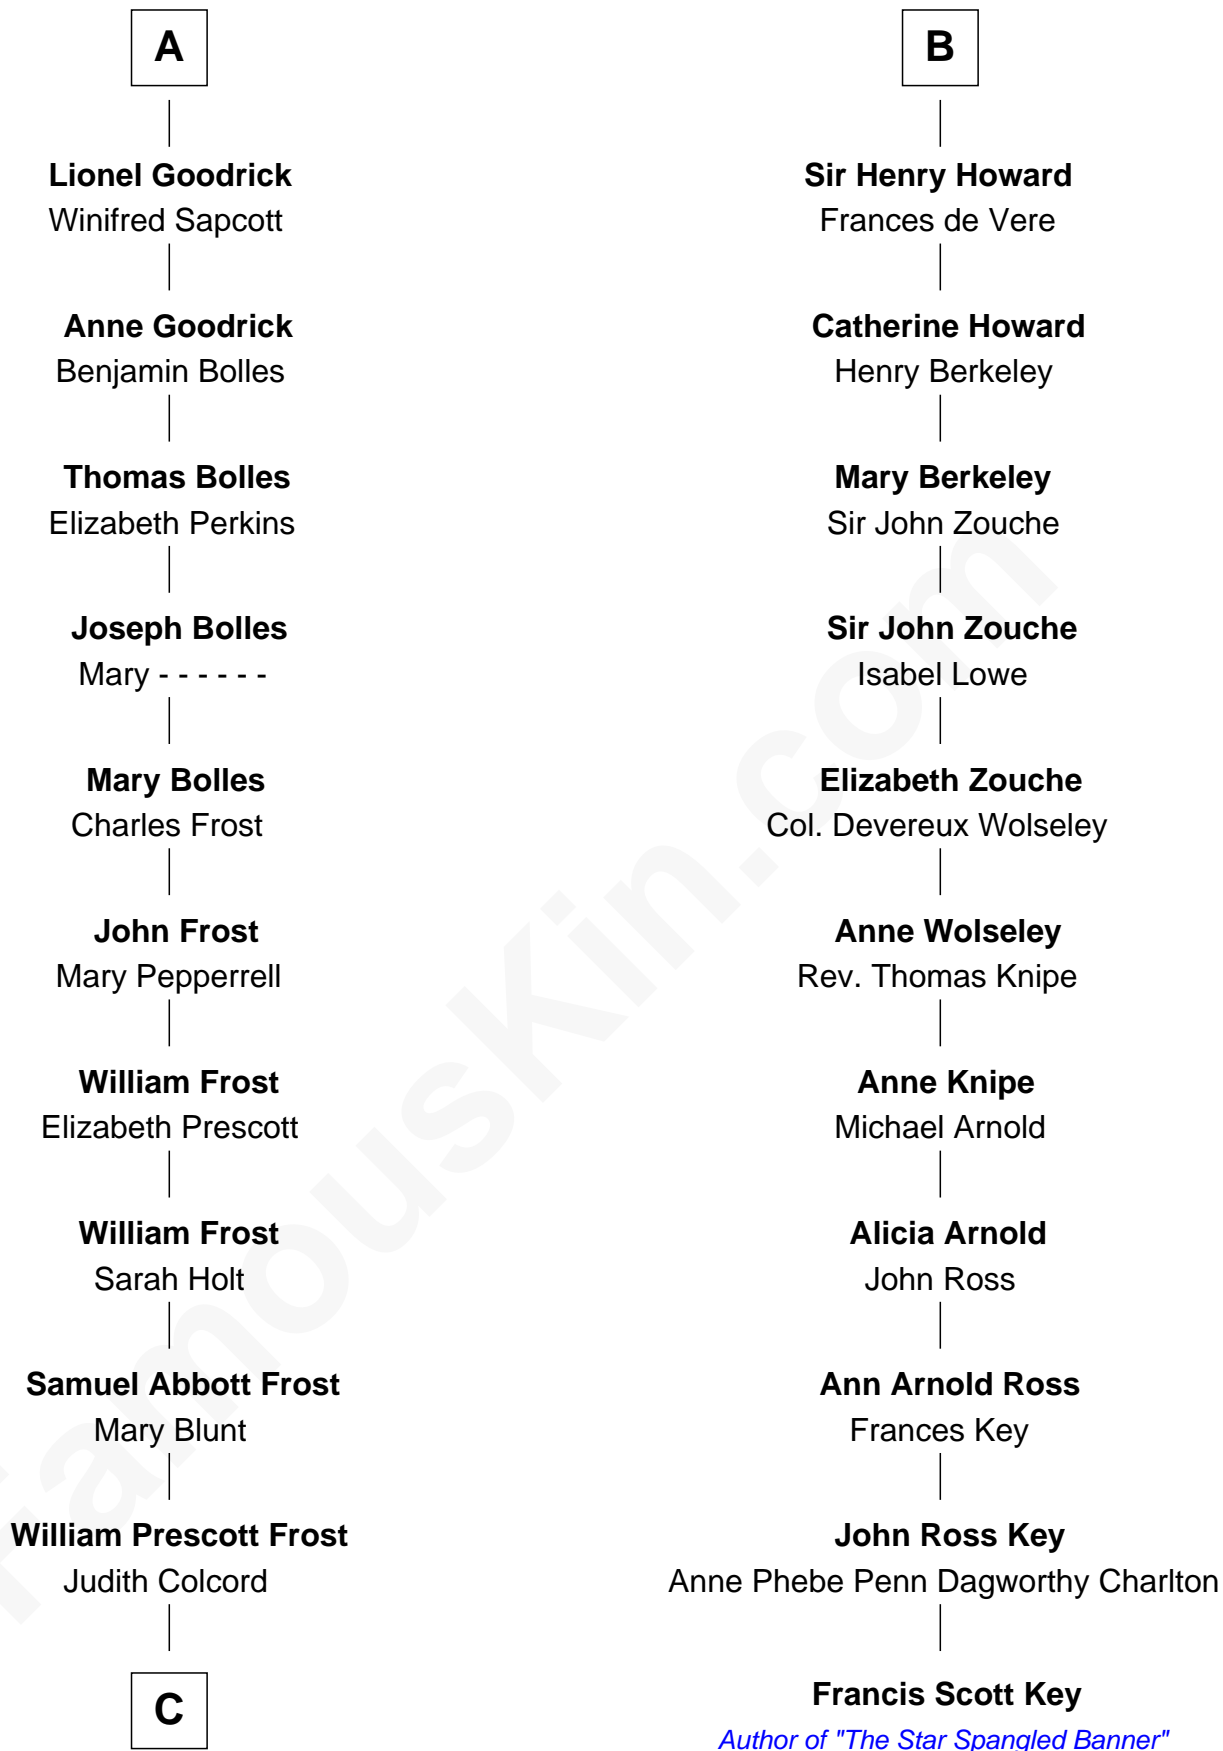 A
Lionel Goodrick
Winifred Sapcott
Anne Goodrick
Benjamin Bolles
Thomas Bolles
Elizabeth Perkins
Joseph Bolles
Mary - - - - - -
Mary Bolles
Charles Frost
John Frost
Mary Pepperrell
William Frost
Elizabeth Prescott
William Frost
Sarah Holt
Samuel Abbott Frost
Mary Blunt
William Prescott Frost
Judith Colcord
C
B
Sir Henry Howard
Frances de Vere
Catherine Howard
Henry Berkeley
Mary Berkeley
Sir John Zouche
Sir John Zouche
Isabel Lowe
Elizabeth Zouche
Col. Devereux Wolseley
Anne Wolseley
Rev. Thomas Knipe
Anne Knipe
Michael Arnold
Alicia Arnold
John Ross
Ann Arnold Ross
Frances Key
John Ross Key
Anne Phebe Penn Dagworthy Charlton
Francis Scott Key
Author of "The Star Spangled Banner"
FamousKin.com